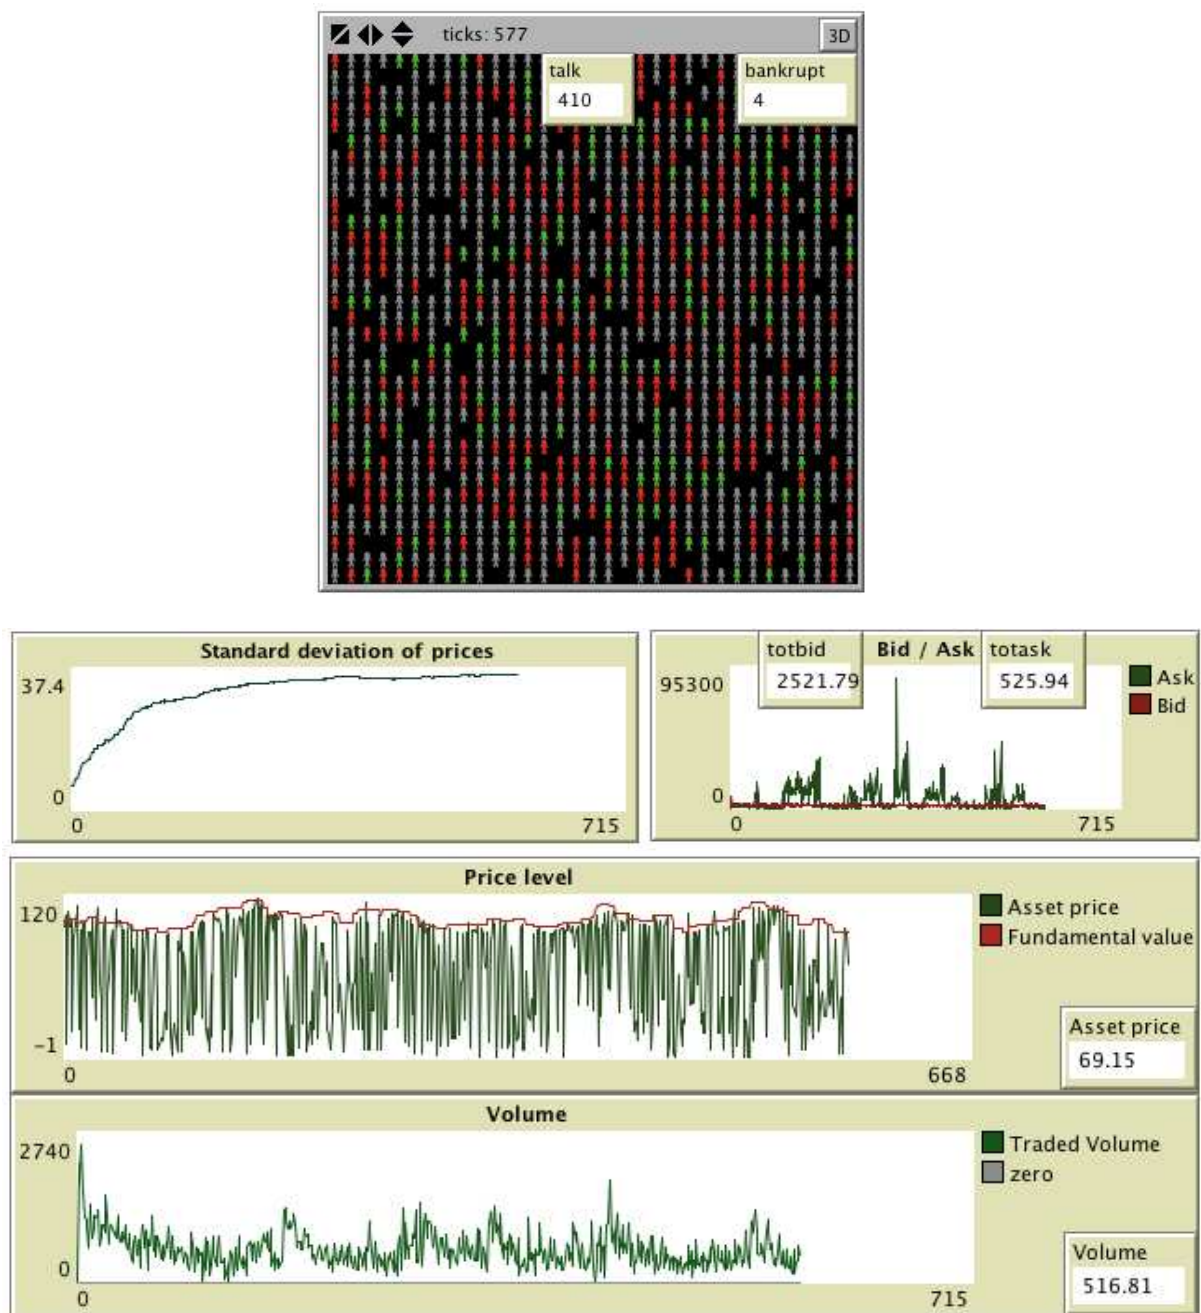 ticks: 577
3D
talk
410
bankrupt
4
Standard deviation of prices
37.4
0
0
715
totbid
2521.79
Bid / Ask
totask
525.94
95300
0
0
715
Ask
Bid
Price level
120
-1
0
668
Asset price
Fundamental value
Asset price
69.15
Volume
2740
0
0
715
Traded Volume
zero
Volume
516.81